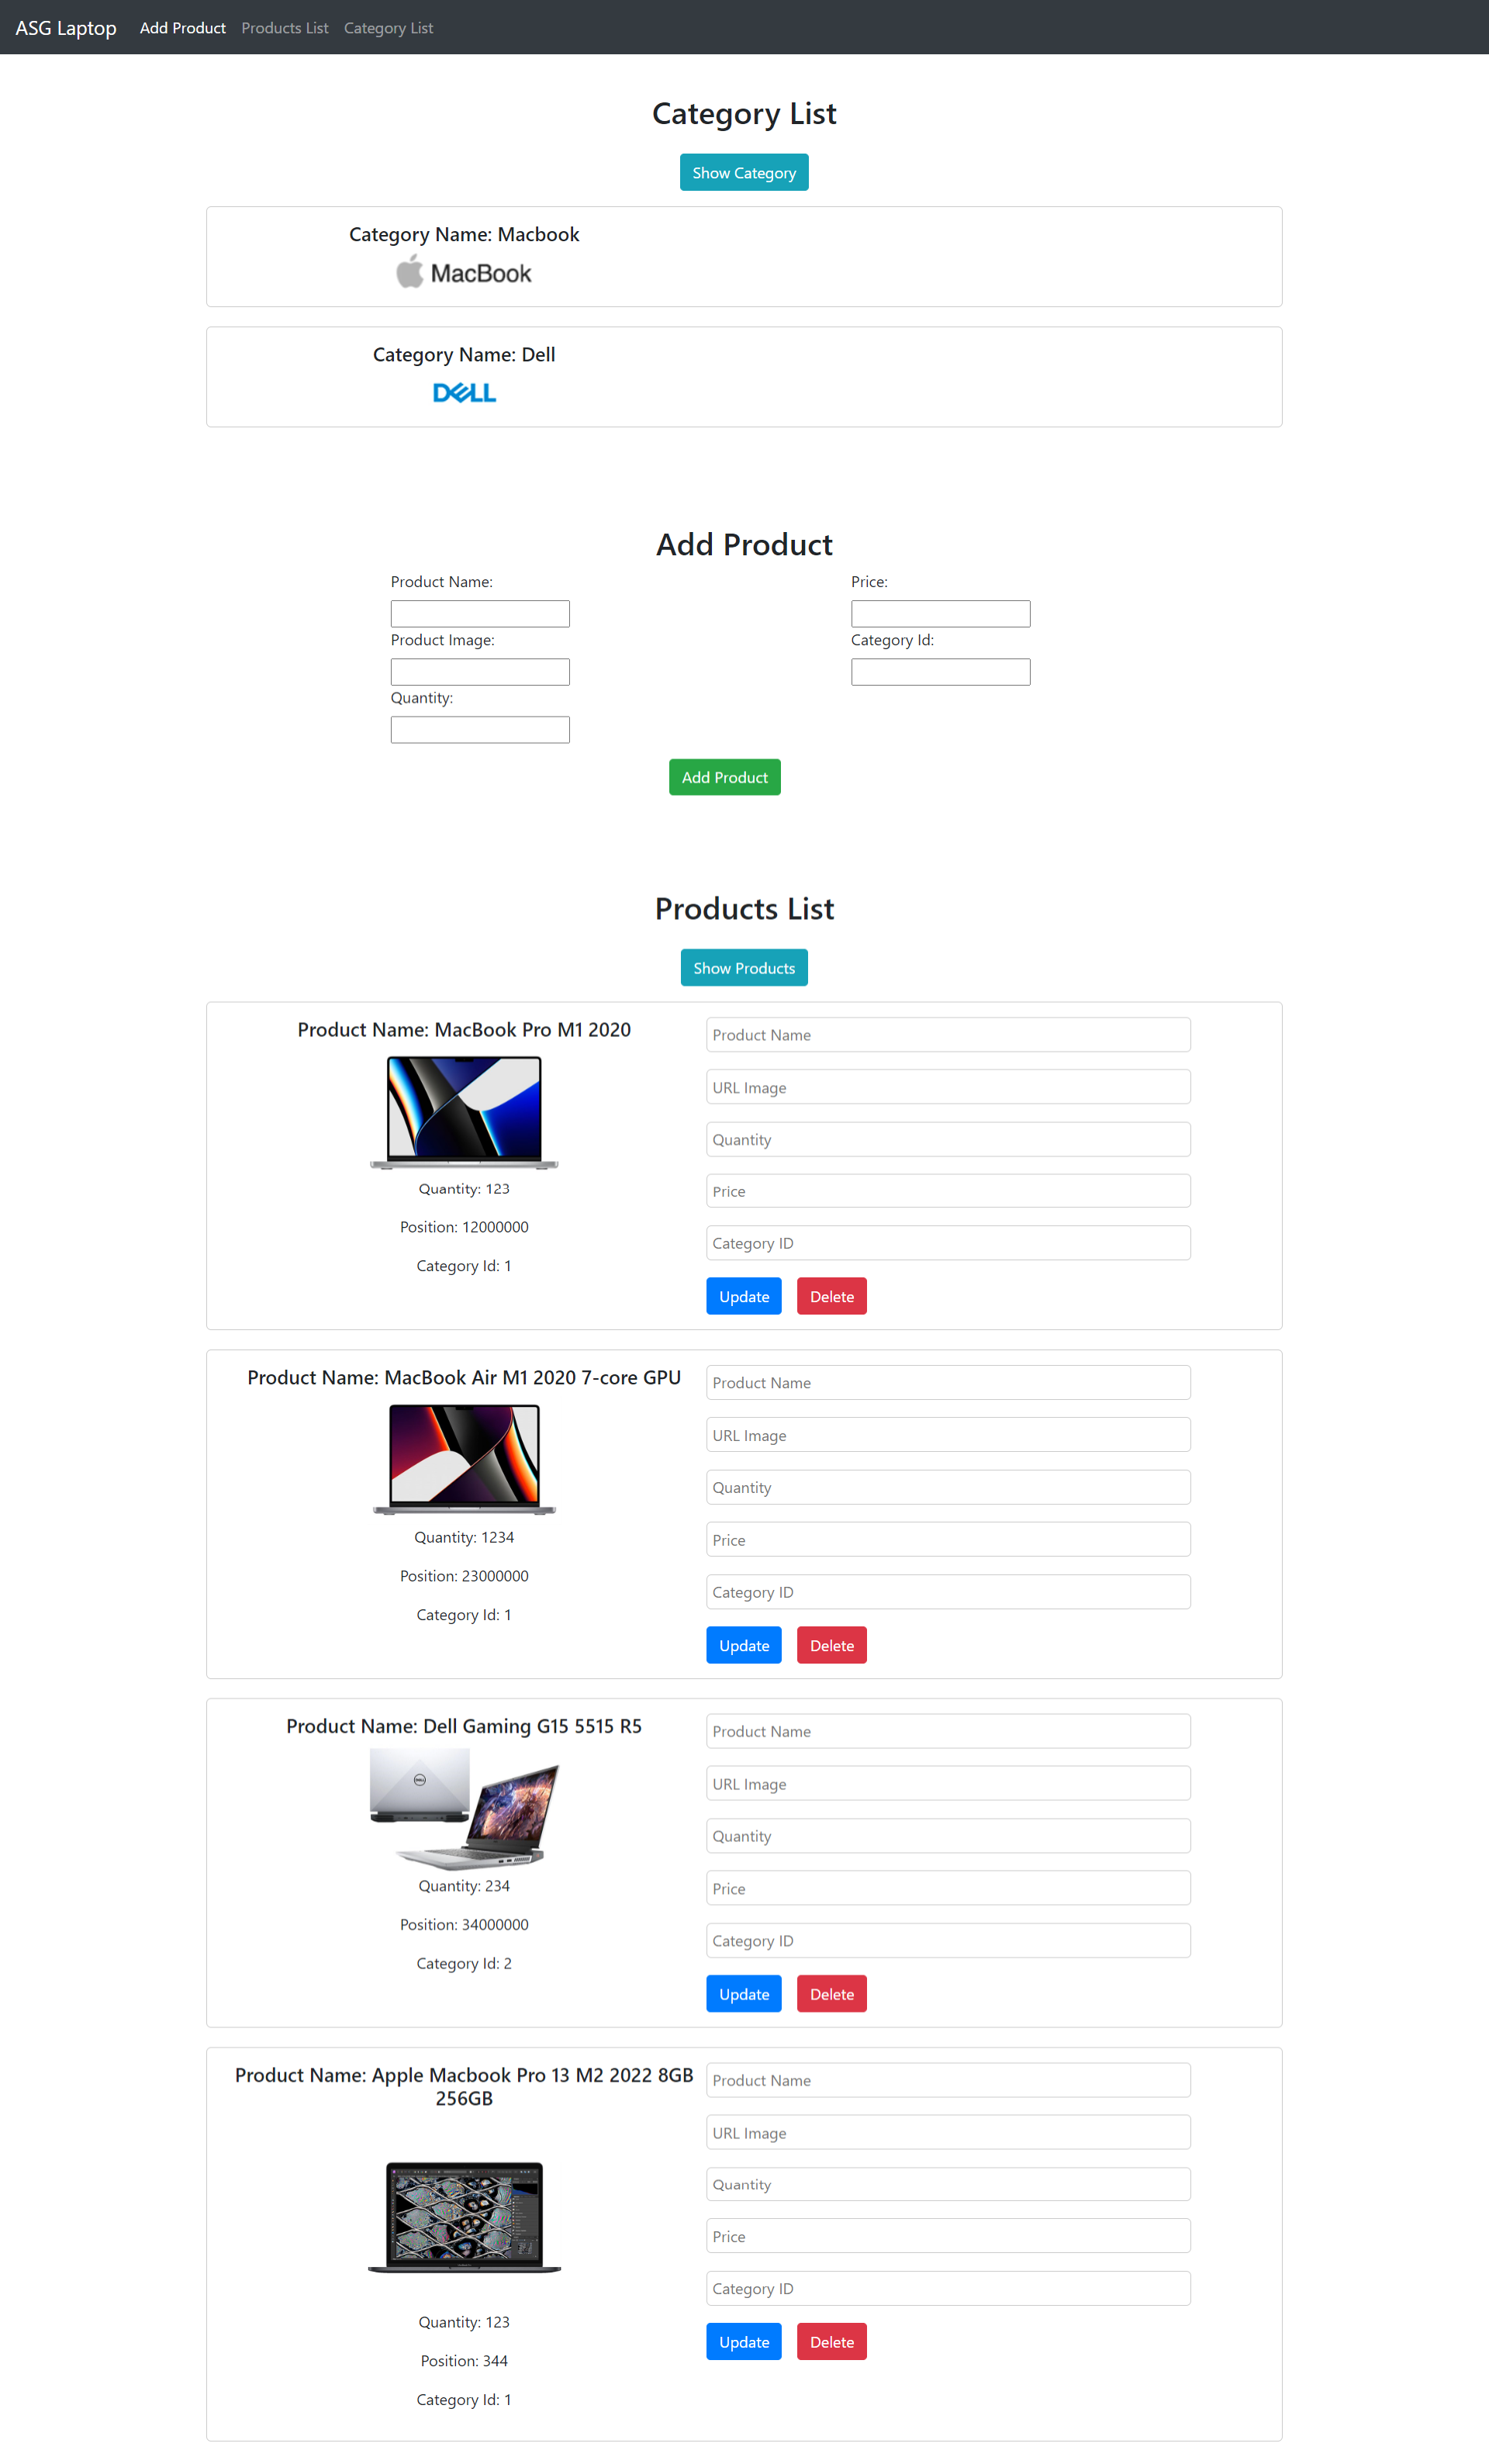 ASG Laptop Add Product Products List Category List
Category List
Show Category
Category Name: Macbook
MacBook
Category Name: Dell
DELL
Add Product
Product Name:
Price:
Product Image:
Category Id:
Quantity:
Add Product
Products List
Show Products
Product Name: MacBook Pro M1 2020
Quantity: 123
Position: 12000000
Category Id: 1
Product Name
URL Image
Quantity
Price
Category ID
Update Delete
Product Name: MacBook Air M1 2020 7-core GPU
Quantity: 1234
Position: 23000000
Category Id: 1
Product Name
URL Image
Quantity
Price
Category ID
Update Delete
Product Name: Dell Gaming G15 5515 R5
Quantity: 234
Position: 34000000
Category Id: 2
Product Name
URL Image
Quantity
Price
Category ID
Update Delete
Product Name: Apple Macbook Pro 13 M2 2022 8GB
256GB
Quantity: 123
Position: 344
Category Id: 1
Product Name
URL Image
Quantity
Price
Category ID
Update Delete